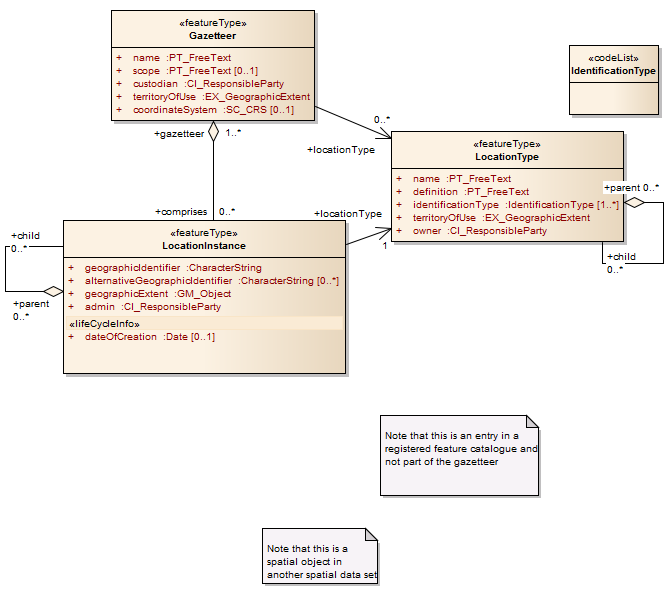 «featureType»
Gazetteer
+ name :PT_FreeText
+ scope :PT_FreeText [0..1]
+ custodian :CI_ResponsibleParty
+ territoryOfUse :EX_GeographicExtent
+ coordinateSystem :SC_CRS [0..1]
«codeList»
IdentificationType
+gazetteer 1..*
0..*
+locationType
«featureType»
LocationType
+ name :PT_FreeText
+ definition :PT_FreeText
+ identificationType :IdentificationType [1..*]
+ territoryOfUse :EX_GeographicExtent
+ owner :CI_ResponsibleParty
+parent 0..*
+child
0..*
+comprises 0..*
+locationType
1
«featureType»
LocationInstance
+ geographicIdentifier :CharacterString
+ alternativeGeographicIdentifier :CharacterString [0..*]
+ geographicExtent :GM_Object
+ admin :CI_ResponsibleParty
«lifeCycleInfo»
+ dateOfCreation :Date [0..1]
+child
0..*
+parent
0..*
Note that this is an entry in a
registered feature catalogue and
not part of the gazetteer
Note that this is a
spatial object in
another spatial data set